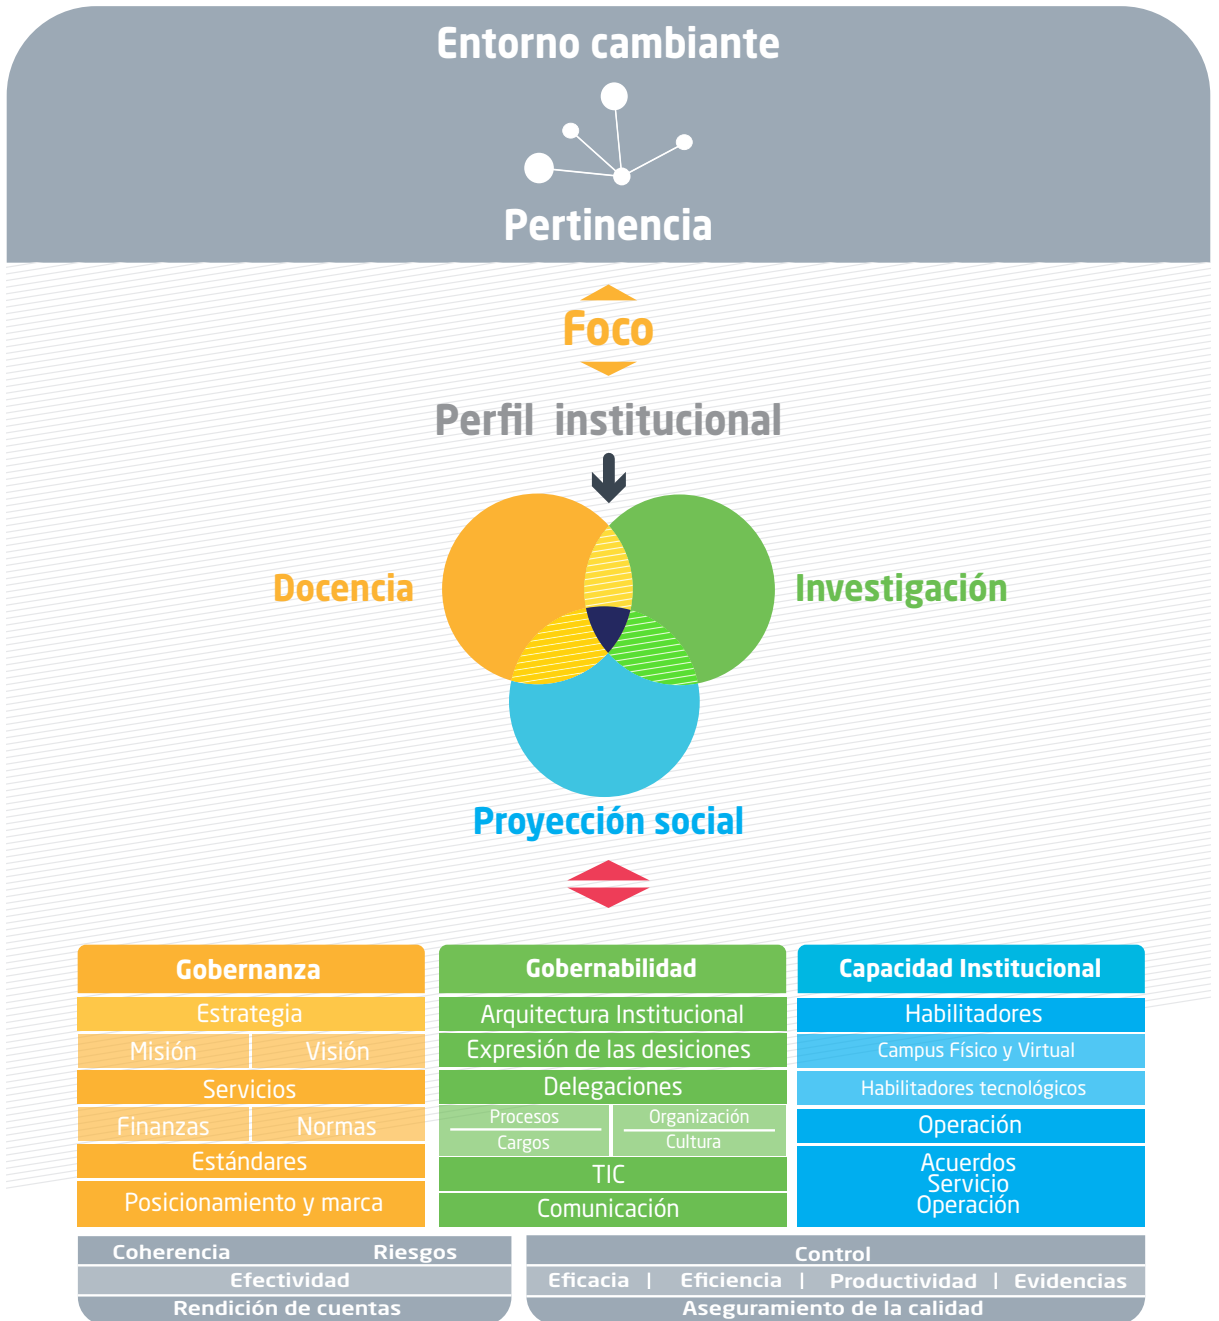 Entorno cambiante
Pertinencia
Foco
Perfil institucional
Docencia
Investigación
Proyección social
Gobernanza
Estrategia
Misión
Visión
Servicios
Finanzas
Normas
Estándares
Posicionamiento y marca
Gobernabilidad
Arquitectura Institucional
Expresión de las desiciones
Delegaciones
Procesos
Cargos
Organización
Cultura
TIC
Comunicación
Capacidad Institucional
Habilitadores
Campus Físico y Virtual
Habilitadores tecnológicos
Operación
Acuerdos
Servicio
Operación
Coherencia
Riesgos
Efectividad
Rendición de cuentas
Control
Eficacia | Eficiencia | Productividad | Evidencias
Aseguramiento de la calidad